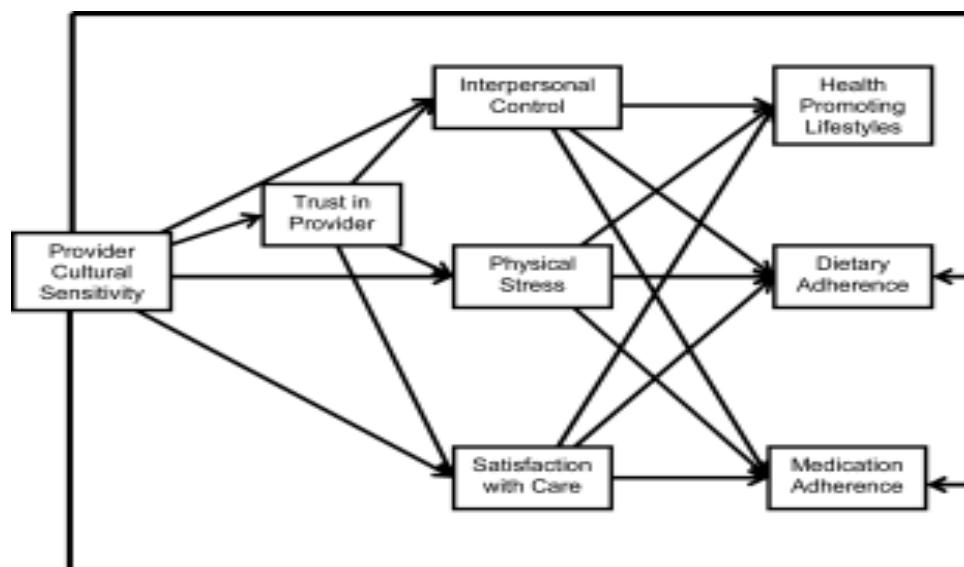 Interpersonal
Control
Health
Promoting
Lifestyles
Trust in
Provider
Provider
Cultural
Sensitivity
Physical
Stress
Dietary
Adherence
Satisfaction
with Care
Medication
Adherence